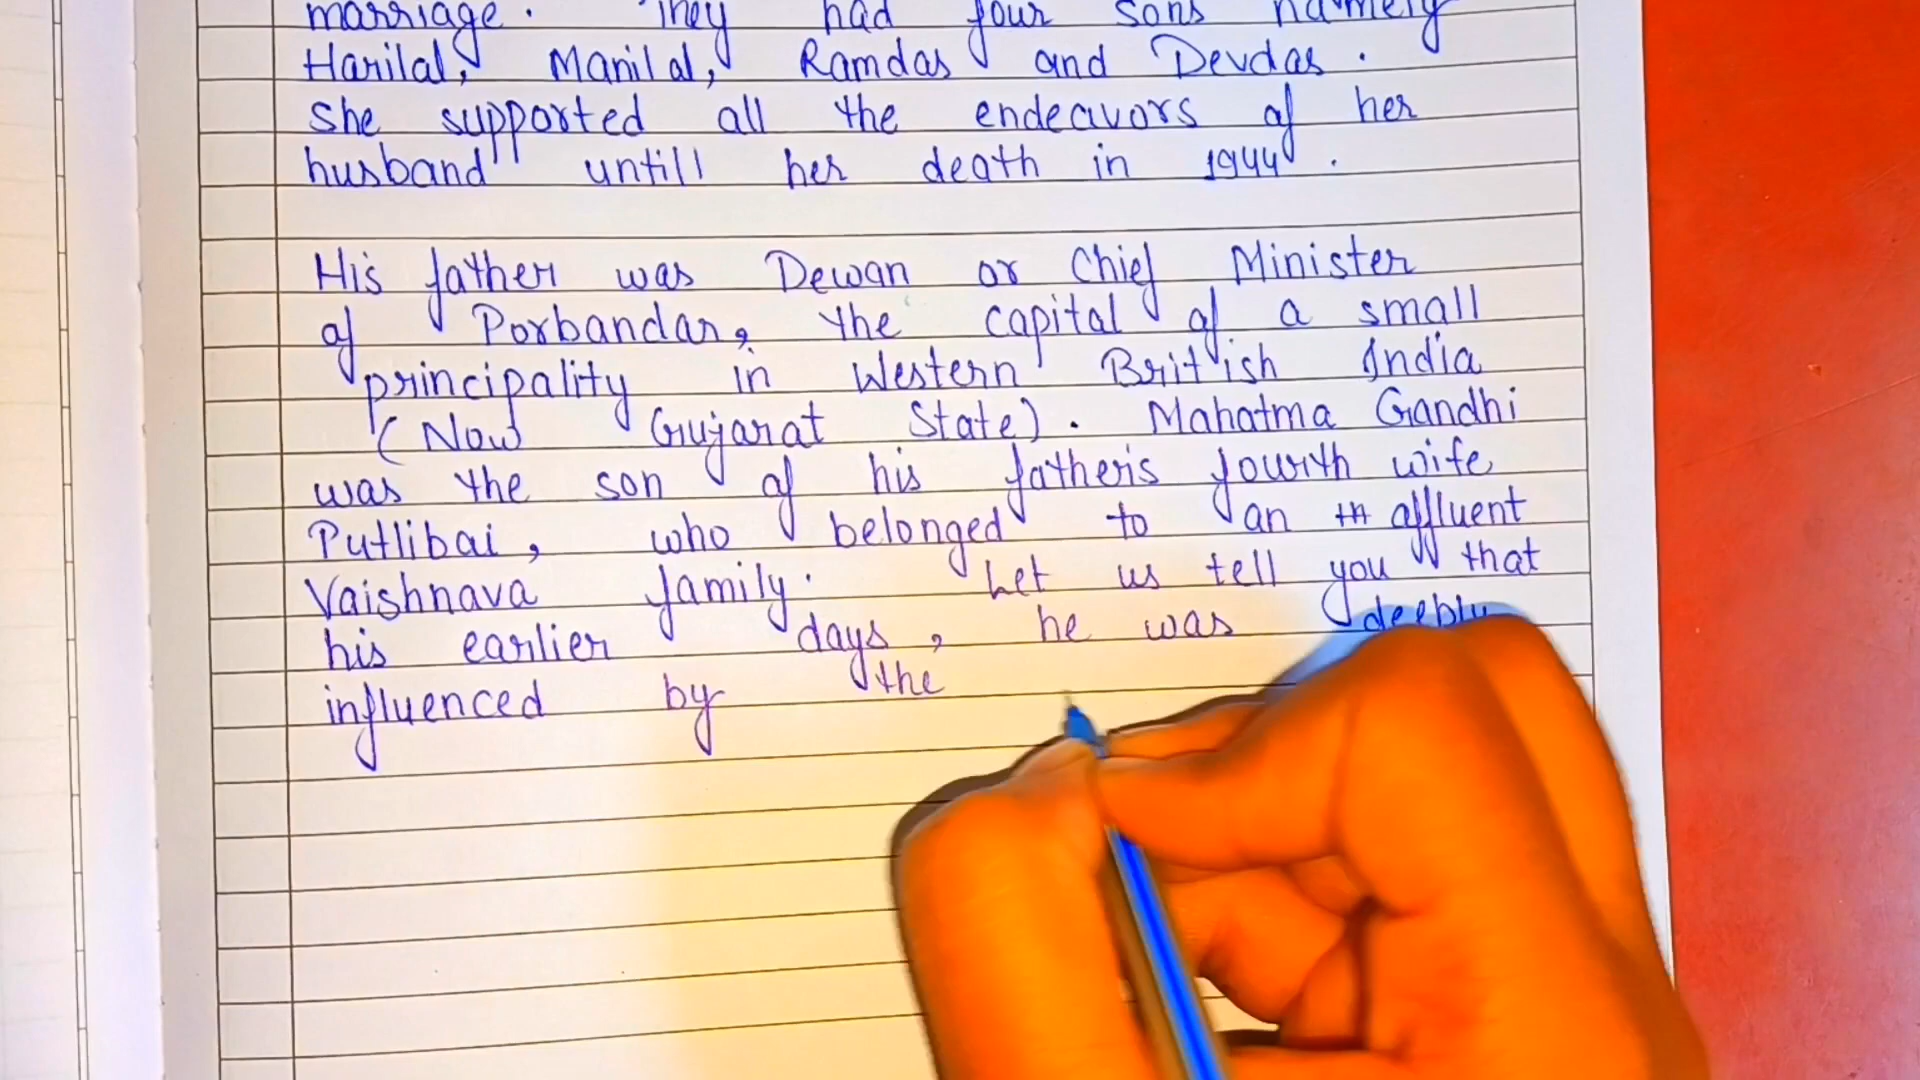 marriage. They had four sons namely
Harilal, Manilal, Ramdas and Devdas.
She supported all the endeavors of her
husband untill her death in 1944.
His father was Dewan or Chief Minister
of Porbandar, the capital of a small
principality in Western British India
(Now Gujarat State). Mahatma Gandhi
was the son of his father's fourth wife
Putlibai, who belonged to an affluent
Vaishnava family. Let us tell you that
his earlier days, he was deeply
influenced by the